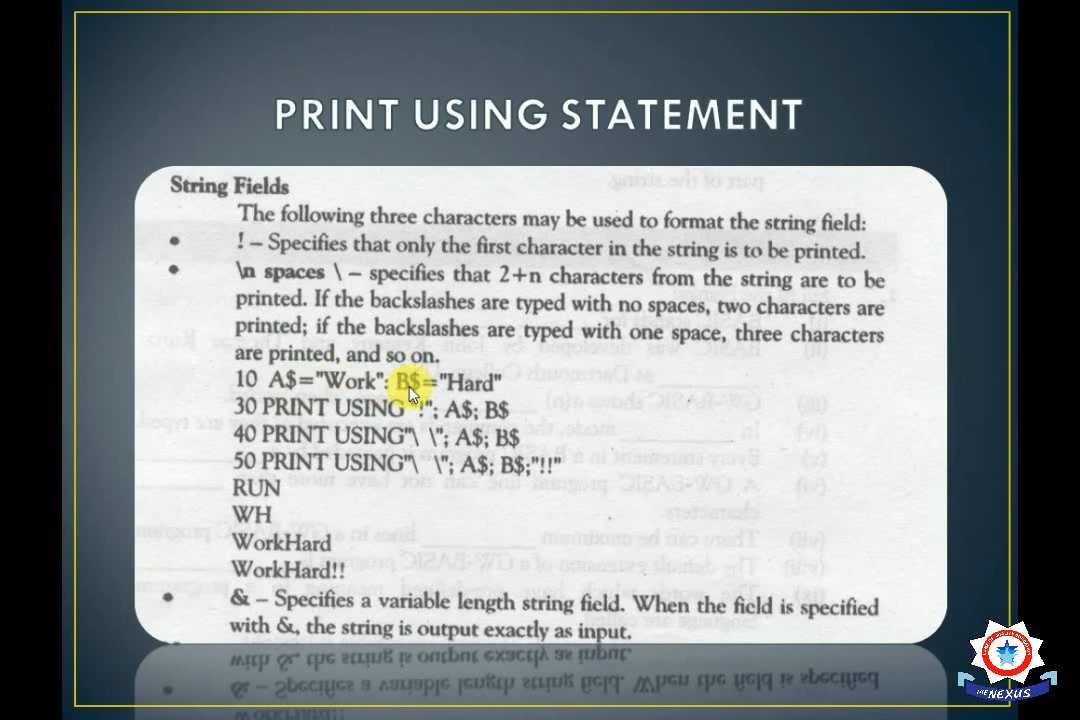 PRINT USING STATEMENT
String Fields
The following three characters may be used to format the string field:
• ! – Specifies that only the first character in the string is to be printed.
• \n spaces \ – specifies that 2+n characters from the string are to be
printed. If the backslashes are typed with no spaces, two characters are
printed; if the backslashes are typed with one space, three characters
are printed, and so on.
10 A$="Work": B$="Hard"
30 PRINT USING "!"; A$; B$
40 PRINT USING"\ \"; A$; B$
50 PRINT USING"\ \"; A$; B$;"!!"
RUN
WH
WorkHard
WorkHard!!
• & – Specifies a variable length string field. When the field is specified
with &, the string is output exactly as input.
THE NEXUS